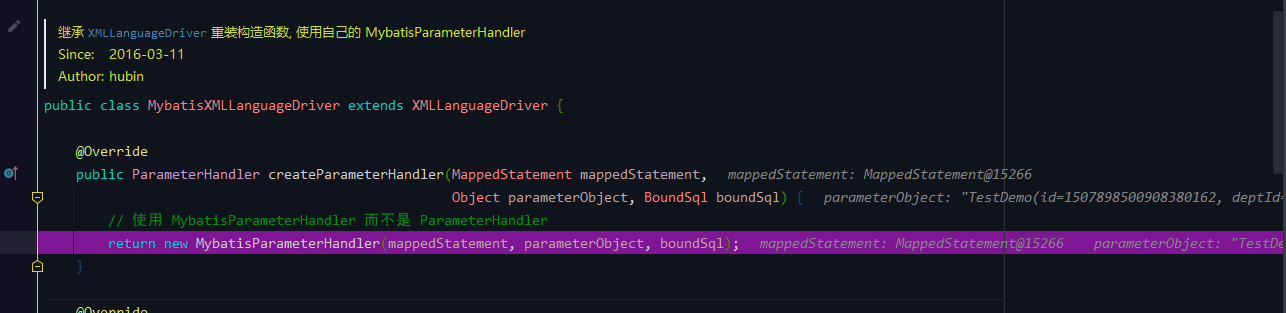 继承 XMLLanguageDriver 重装构造函数, 使用自己的 MybatisParameterHandler
Since: 2016-03-11
Author: hubin
public class MybatisXMLLanguageDriver extends XMLLanguageDriver {
@Override
public ParameterHandler createParameterHandler(MappedStatement mappedStatement, mappedStatement: MappedStatement@15266
Object parameterObject, BoundSql boundSql) { parameterObject: "TestDemo(id=1507898500908380162, deptId=
// 使用 MybatisParameterHandler 而不是 ParameterHandler
return new MybatisParameterHandler(mappedStatement, parameterObject, boundSql); mappedStatement: MappedStatement@15266 parameterObject: "TestDe
}
@Override